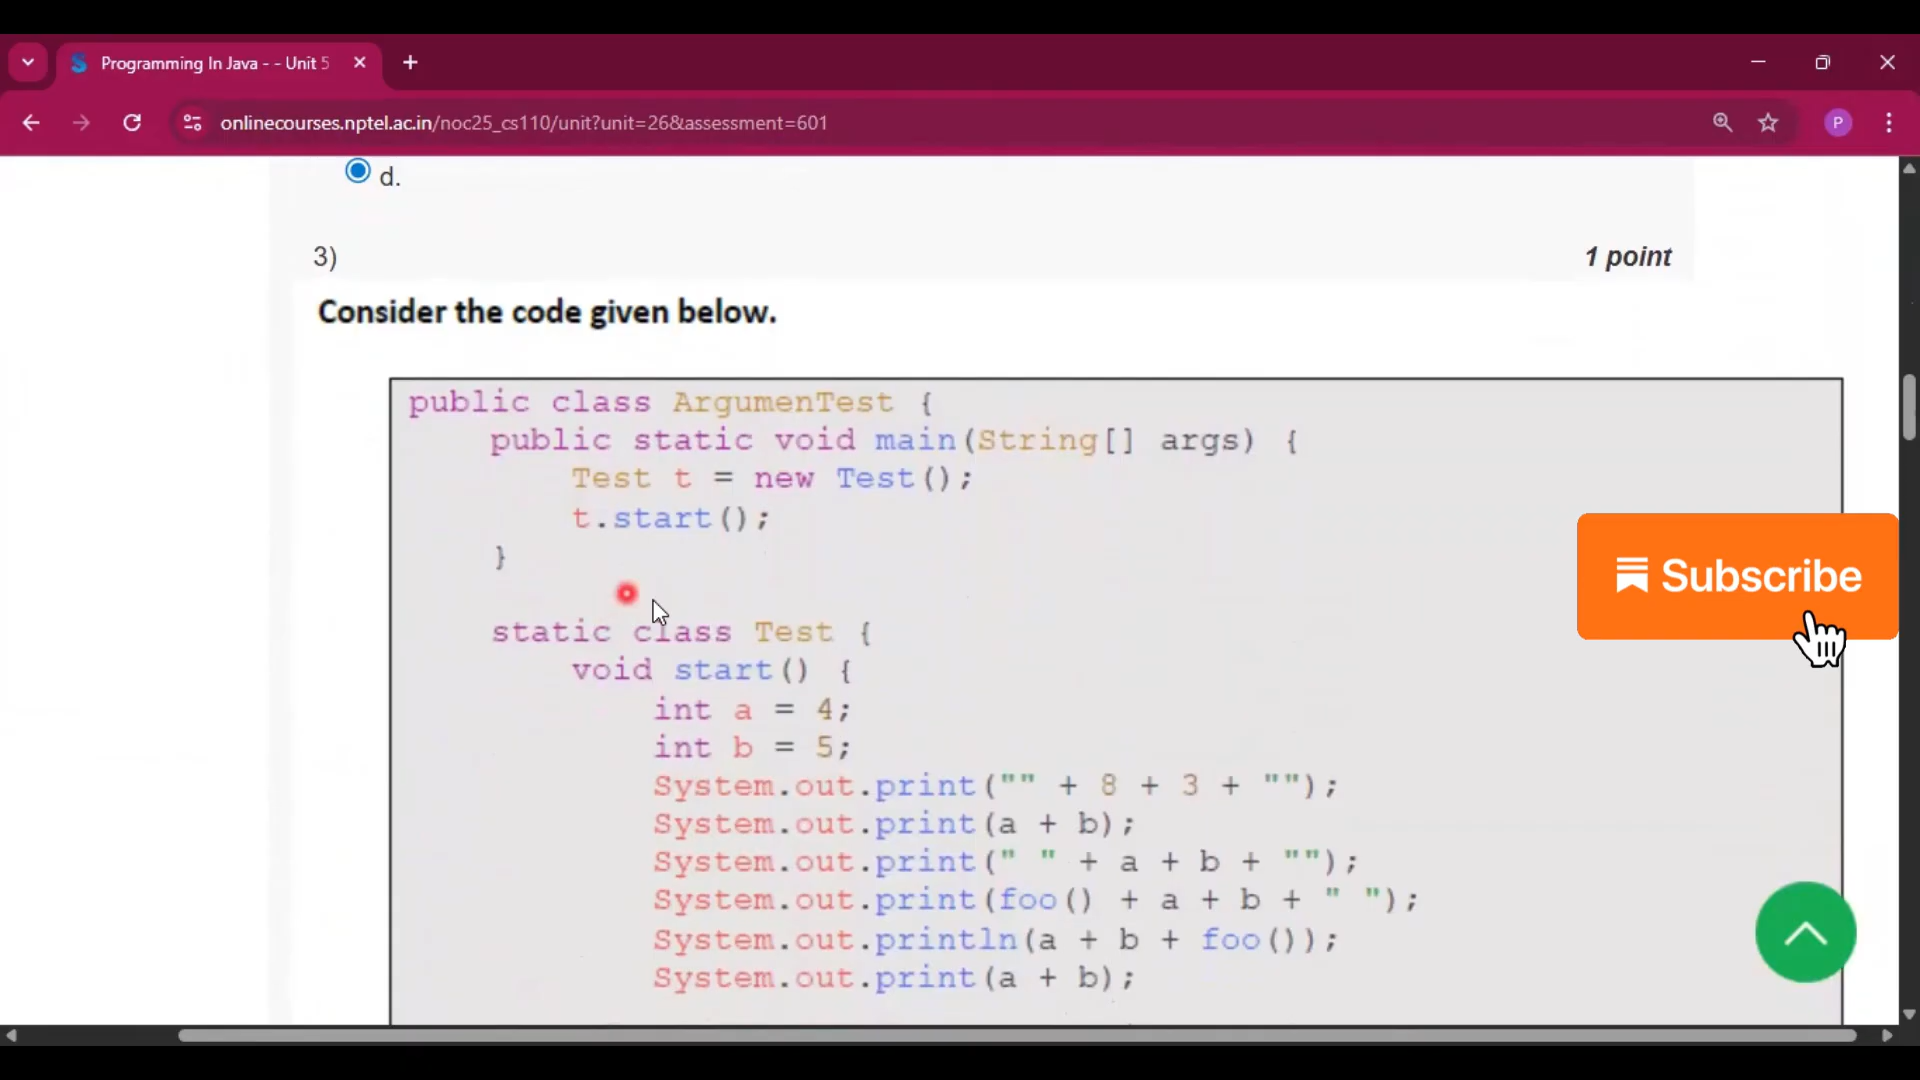 Programming In Java - - Unit 5
onlinecourses.nptel.ac.in/noc25_cs110/unit?unit=26&assessment=601
P
d.
3)
1 point
Consider the code given below.
public class ArgumenTest {
public static void main(String[] args) {
Test t = new Test();
t.start();
}
Subscribe
static class Test {
void start() {
int a = 4;
int b = 5;
System.out.print("" + 8 + 3 + "");
System.out.print(a + b);
System.out.print(" " + a + b + "");
System.out.print(foo() + a + b + " ");
System.out.println(a + b + foo());
System.out.print(a + b);